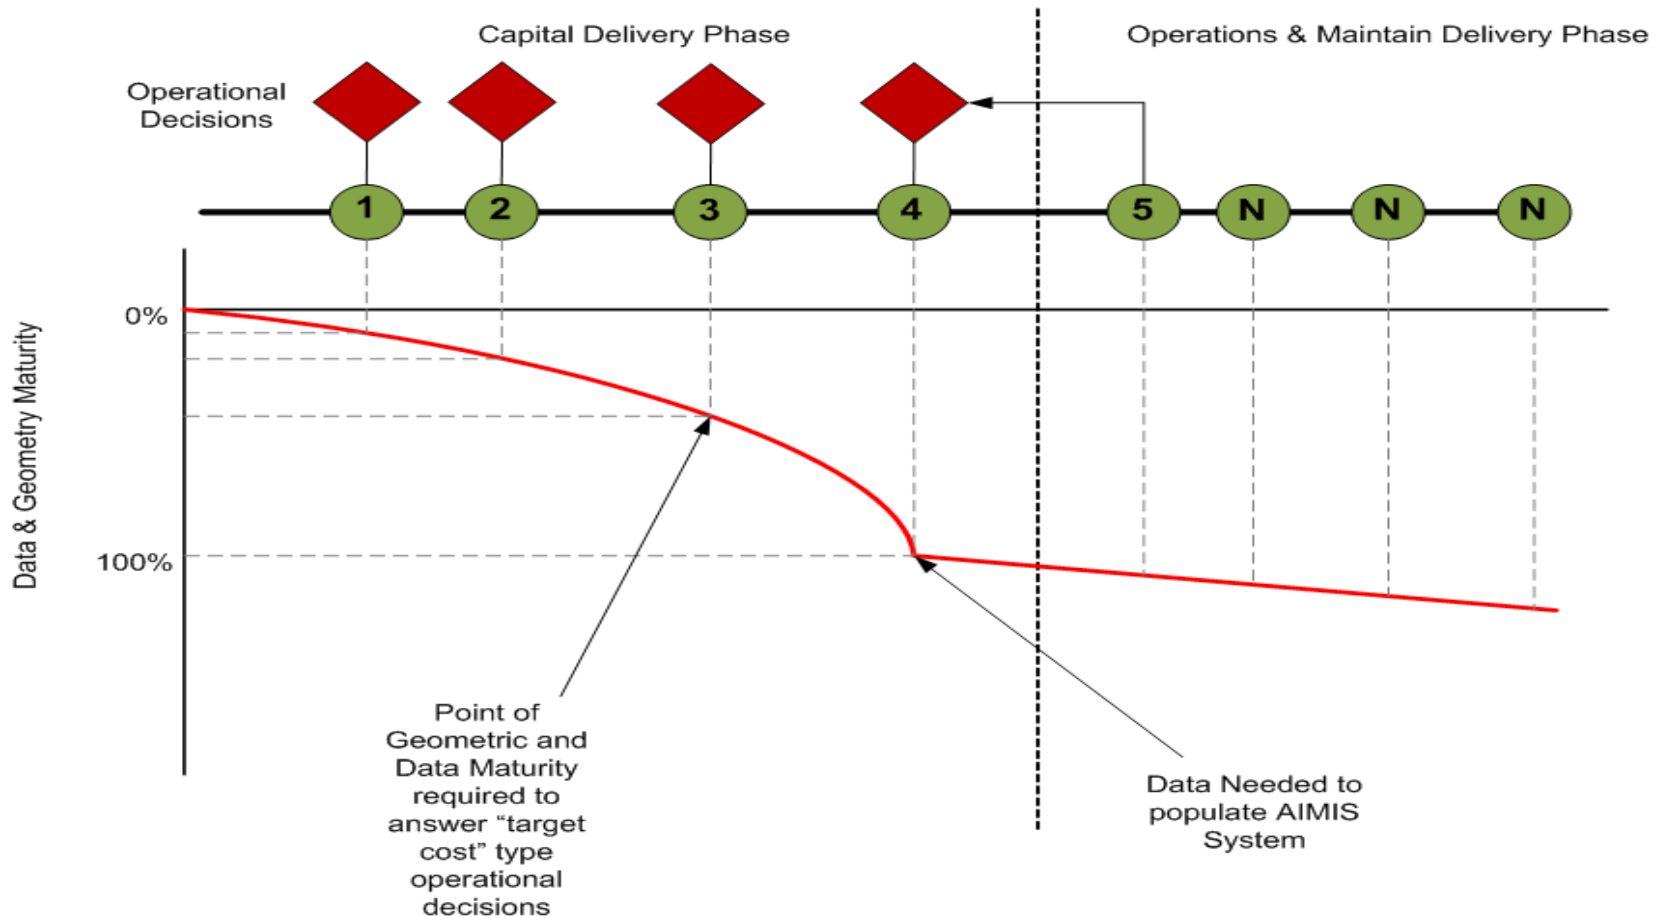 Capital Delivery Phase
Operations & Maintain Delivery Phase
Operational
Decisions
1
2
3
4
5
N
N
N
0%
100%
Data & Geometry Maturity
Point of
Geometric and
Data Maturity
required to
answer “target
cost” type
operational
decisions
Data Needed to
populate AIMIS
System